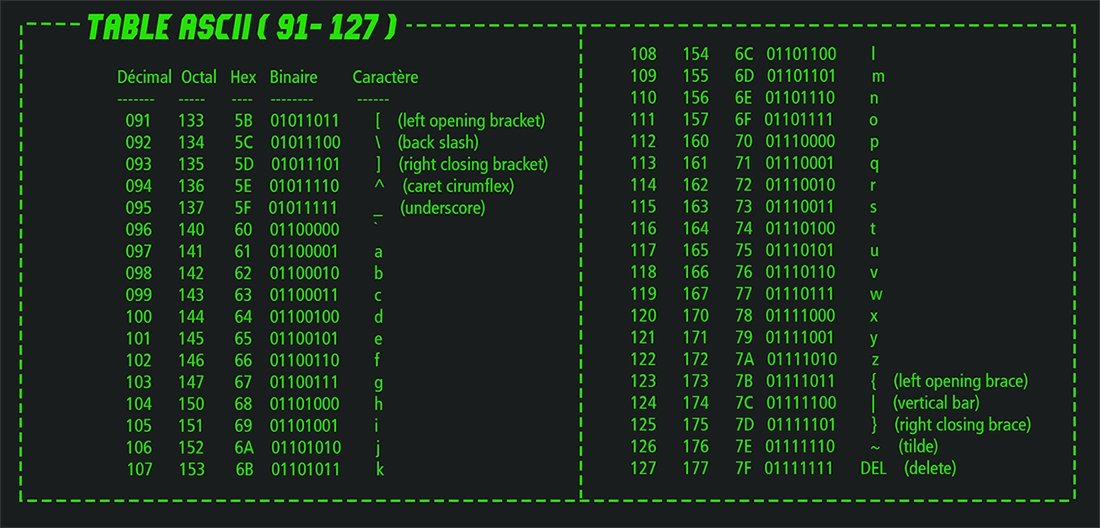 TABLE ASCII ( 91- 127 )
Décimal Octal Hex Binaire Caractère
------- ----- ---- -------- ------
091 133 5B 01011011 [ (left opening bracket)
092 134 5C 01011100 \ (back slash)
093 135 5D 01011101 ] (right closing bracket)
094 136 5E 01011110 ^ (caret cirumflex)
095 137 5F 01011111 _ (underscore)
096 140 60 01100000 `
097 141 61 01100001 a
098 142 62 01100010 b
099 143 63 01100011 c
100 144 64 01100100 d
101 145 65 01100101 e
102 146 66 01100110 f
103 147 67 01100111 g
104 150 68 01101000 h
105 151 69 01101001 i
106 152 6A 01101010 j
107 153 6B 01101011 k
108 154 6C 01101100 l
109 155 6D 01101101 m
110 156 6E 01101110 n
111 157 6F 01101111 o
112 160 70 01110000 p
113 161 71 01110001 q
114 162 72 01110010 r
115 163 73 01110011 s
116 164 74 01110100 t
117 165 75 01110101 u
118 166 76 01110110 v
119 167 77 01110111 w
120 170 78 01111000 x
121 171 79 01111001 y
122 172 7A 01111010 z
123 173 7B 01111011 { (left opening brace)
124 174 7C 01111100 | (vertical bar)
125 175 7D 01111101 } (right closing brace)
126 176 7E 01111110 ~ (tilde)
127 177 7F 01111111 DEL (delete)